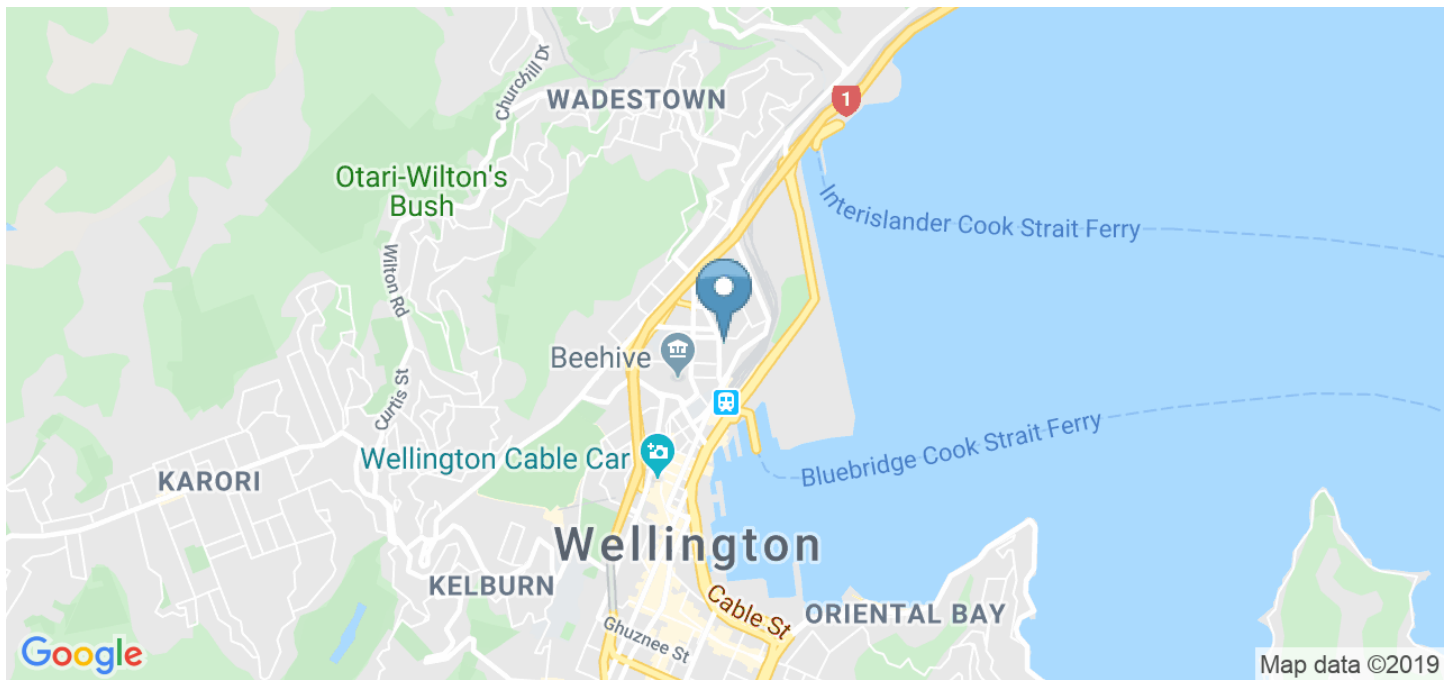 Churchill Dr
WADESTOWN
1
Otari-Wilton's
Bush
Interislander Cook Strait Ferry
Wilton Rd
Beehive
Curtis St
Bluebridge Cook Strait Ferry
Wellington Cable Car
KARORI
Wellington
KELBURN
Cable St
ORIENTAL BAY
Ghuznee St
Google
Map data ©2019